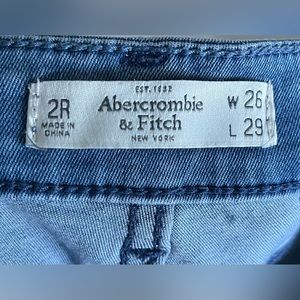 EST. 1892
2R
MADE IN
CHINA
Abercrombie
& Fitch
NEW YORK
W 26
L 29